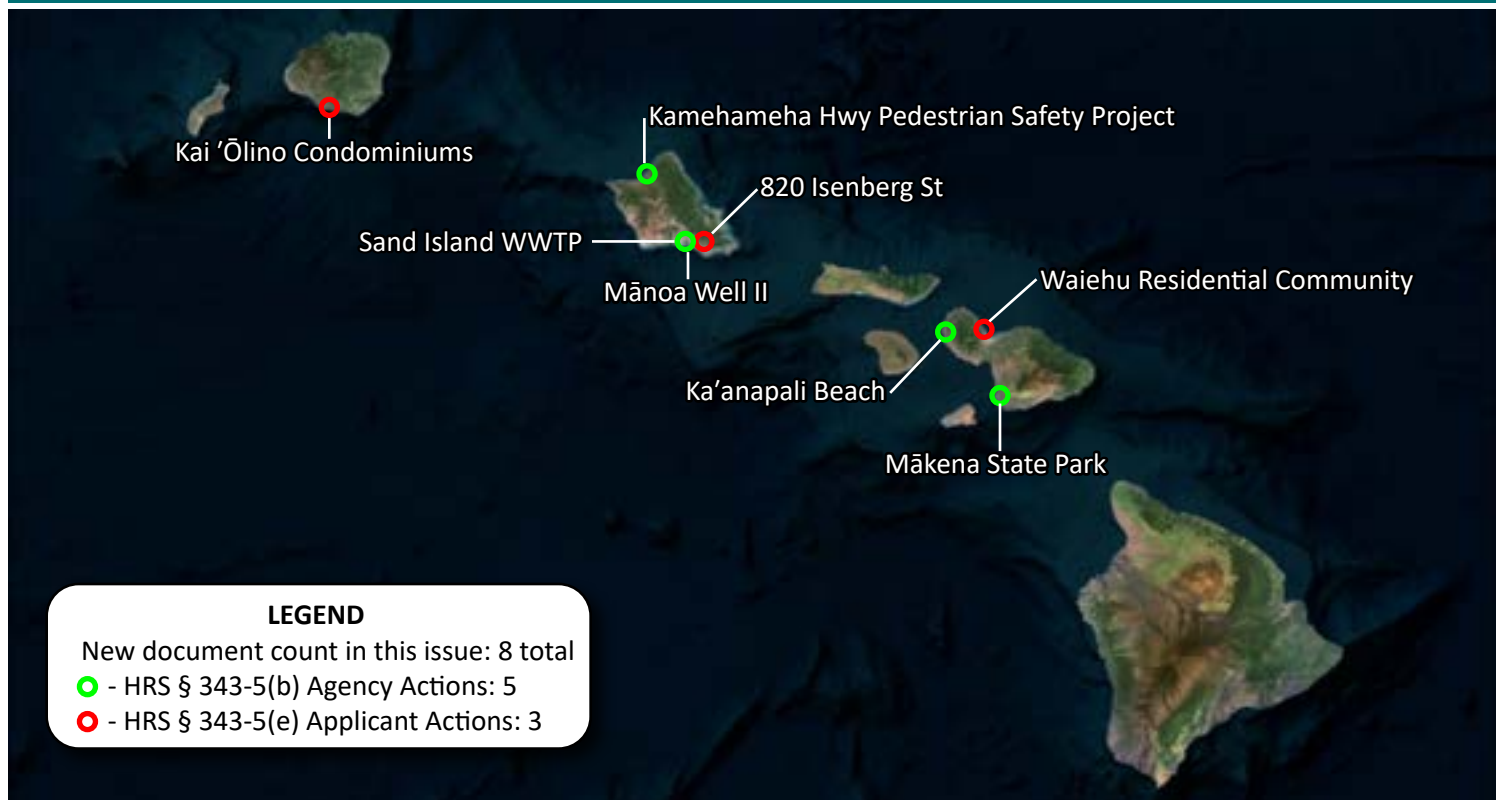 Kamehameha Hwy Pedestrian Safety Project
Kai ’Ōlino Condominiums
820 Isenberg St
Sand Island WWTP
Mānoa Well II
Waiehu Residential Community
Ka’anapali Beach
Mākena State Park
LEGEND
New document count in this issue: 8 total
- HRS § 343-5(b) Agency Actions: 5
- HRS § 343-5(e) Applicant Actions: 3